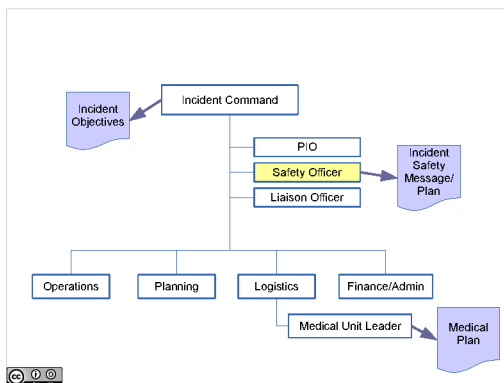 Incident Command
Incident
Objectives
PIO
Safety Officer
Incident
Safety
Message/
Plan
Liaison Officer
Operations
Planning
Logistics
Finance/Admin
Medical Unit Leader
Medical
Plan
cc